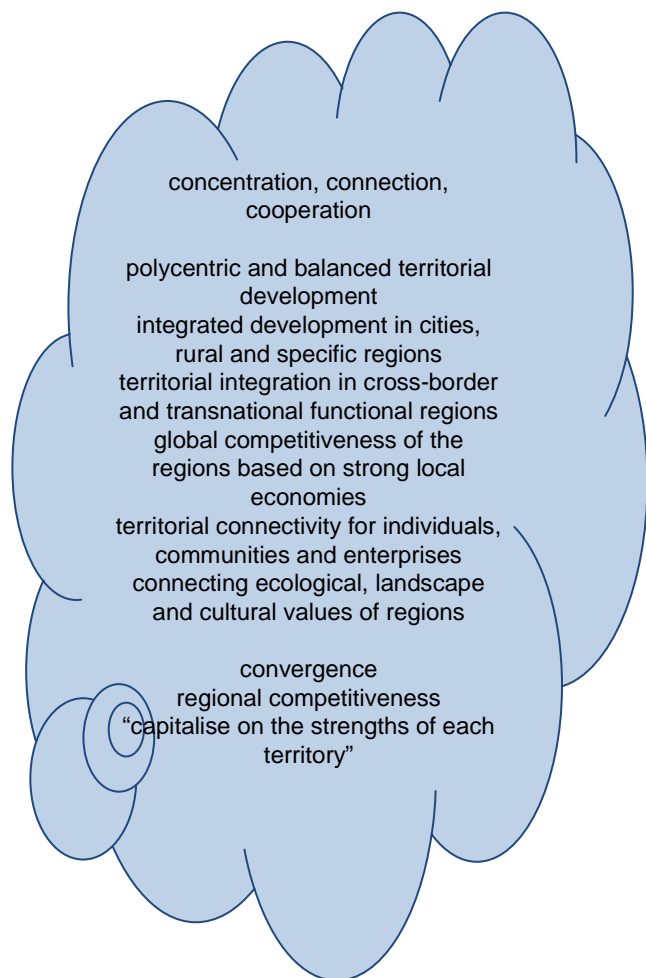 concentration, connection,
cooperation
polycentric and balanced territorial
development
integrated development in cities,
rural and specific regions
territorial integration in cross-border
and transnational functional regions
global competitiveness of the
regions based on strong local
economies
territorial connectivity for individuals,
communities and enterprises
connecting ecological, landscape
and cultural values of regions
convergence
regional competitiveness
“capitalise on the strengths of each
territory”